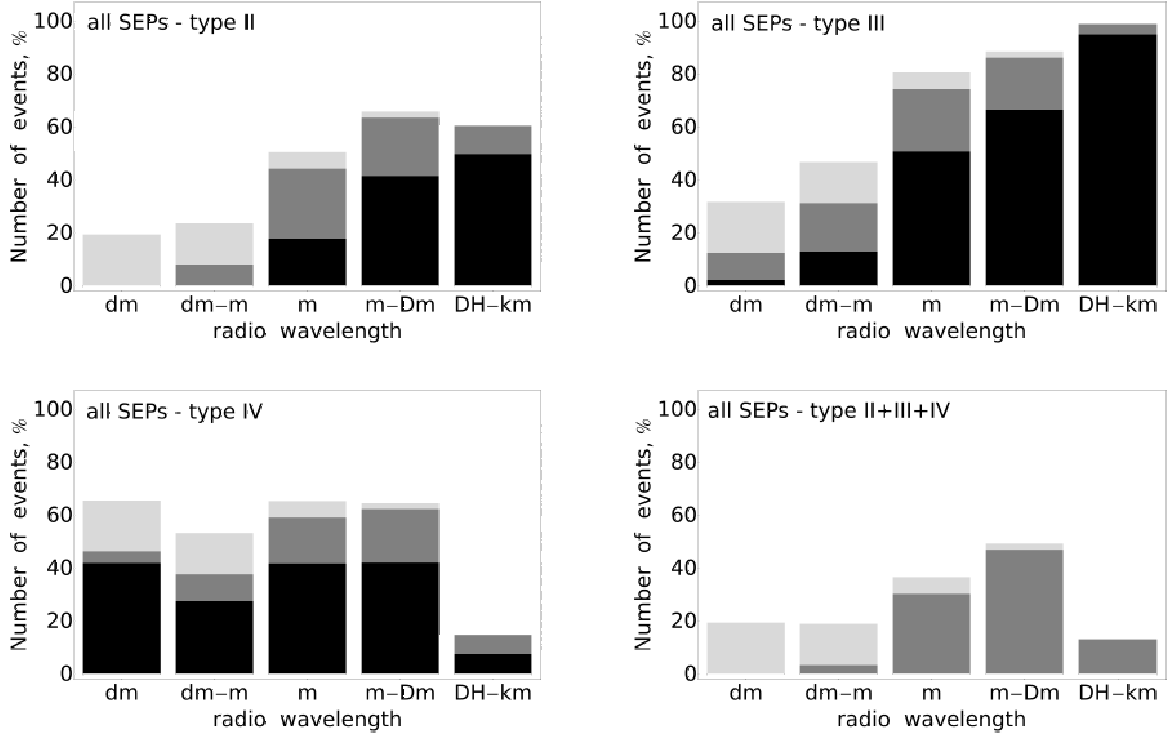 all SEPs - type II
Number of events, %
100
80
60
40
20
0
dm dm–m m m–Dm DH–km
radio wavelength
all SEPs - type III
Number of events, %
100
80
60
40
20
0
dm dm–m m m–Dm DH–km
radio wavelength
all SEPs - type IV
Number of events, %
100
80
60
40
20
0
dm dm–m m m–Dm DH–km
radio wavelength
all SEPs - type II+III+IV
Number of events, %
100
80
60
40
20
0
dm dm–m m m–Dm DH–km
radio wavelength